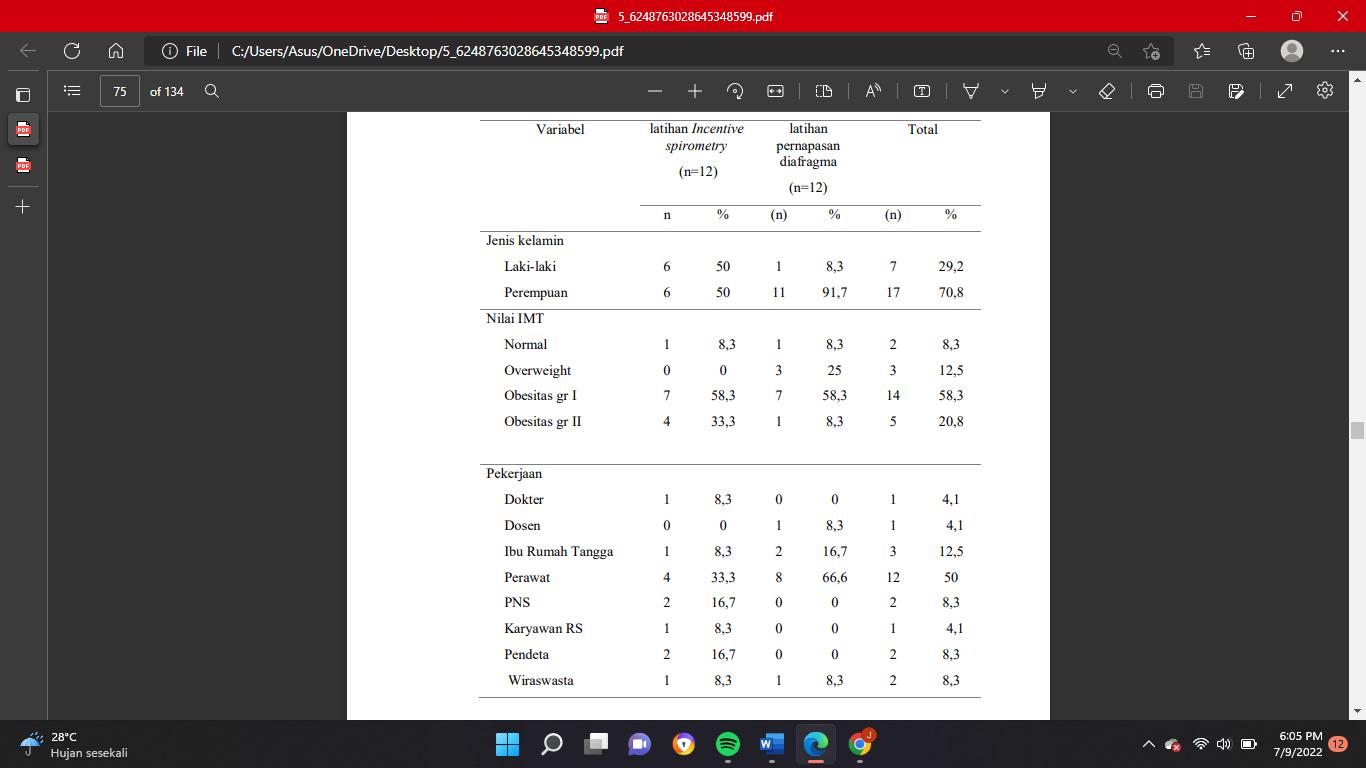 5_6248763028645348599.pdf
File C:/Users/Asus/OneDrive/Desktop/5_6248763028645348599.pdf
75 of 134
Variabel latihan Incentive latihan Total
spirometry pernapasan
diafragma
(n=12)
(n=12)
n % (n) % (n) %
Jenis kelamin
Laki-laki 6 50 1 8,3 7 29,2
Perempuan 6 50 11 91,7 17 70,8
Nilai IMT
Normal 1 8,3 1 8,3 2 8,3
Overweight 0 0 3 25 3 12,5
Obesitas gr I 7 58,3 7 58,3 14 58,3
Obesitas gr II 4 33,3 1 8,3 5 20,8
Pekerjaan
Dokter 1 8,3 0 0 1 4,1
Dosen 0 0 1 8,3 1 4,1
Ibu Rumah Tangga 1 8,3 2 16,7 3 12,5
Perawat 4 33,3 8 66,6 12 50
PNS 2 16,7 0 0 2 8,3
Karyawan RS 1 8,3 0 0 1 4,1
Pendeta 2 16,7 0 0 2 8,3
Wiraswasta 1 8,3 1 8,3 2 8,3
28°C
Hujan sesekali
6:05 PM
7/9/2022
12